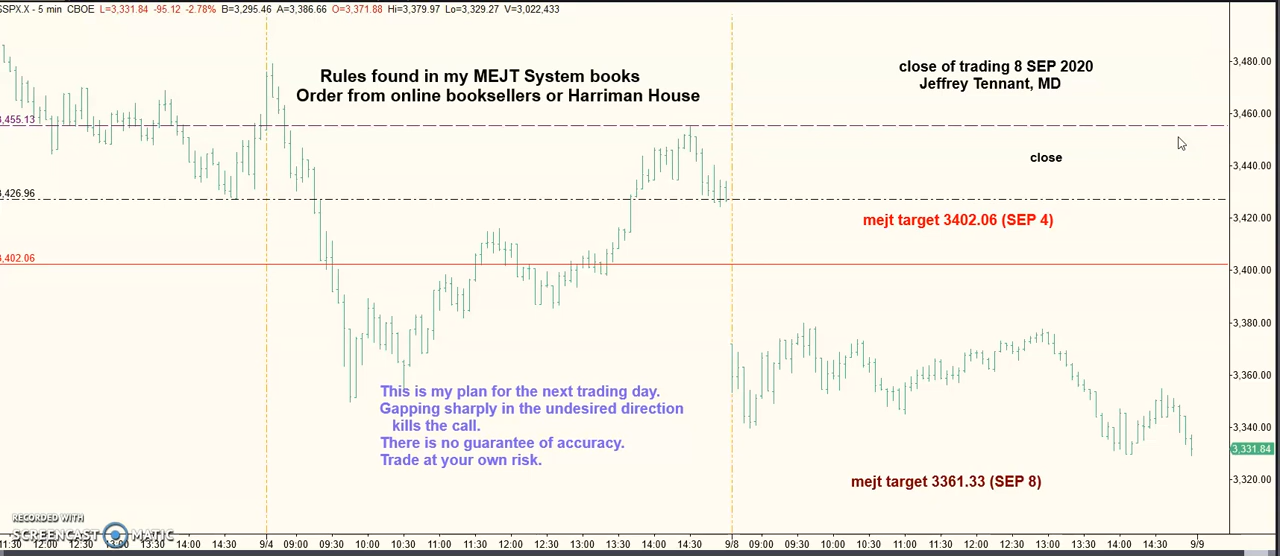 SPX.X - 5 min CBOE L=3,331.84 -95.12 -2.78% B=3,295.46 A=3,386.66 O=3,371.88 Hi=3,379.97 Lo=3,329.27 V=3,022,433
Rules found in my MEJT System books
Order from online booksellers or Harriman House
close of trading 8 SEP 2020
Jeffrey Tennant, MD
3,480.00
3,460.00
3,455.13
close
3,440.00
3,426.96
3,420.00
mejt target 3402.06 (SEP 4)
3,402.06
3,400.00
3,380.00
3,360.00
This is my plan for the next trading day.
Gapping sharply in the undesired direction
kills the call.
There is no guarantee of accuracy.
Trade at your own risk.
3,340.00
3,331.84
3,320.00
mejt target 3361.33 (SEP 8)
RECORDED WITH
SCREENCAST MATIC
11:30 12:30 13:00 13:30 14:30 9/4 09:00 09:30 10:00 10:30 11:00 11:30 12:00 12:30 13:00 13:30 14:00 14:30 9/8 09:00 09:30 10:00 10:30 11:00 11:30 12:00 12:30 13:00 13:30 14:00 14:30 9/9